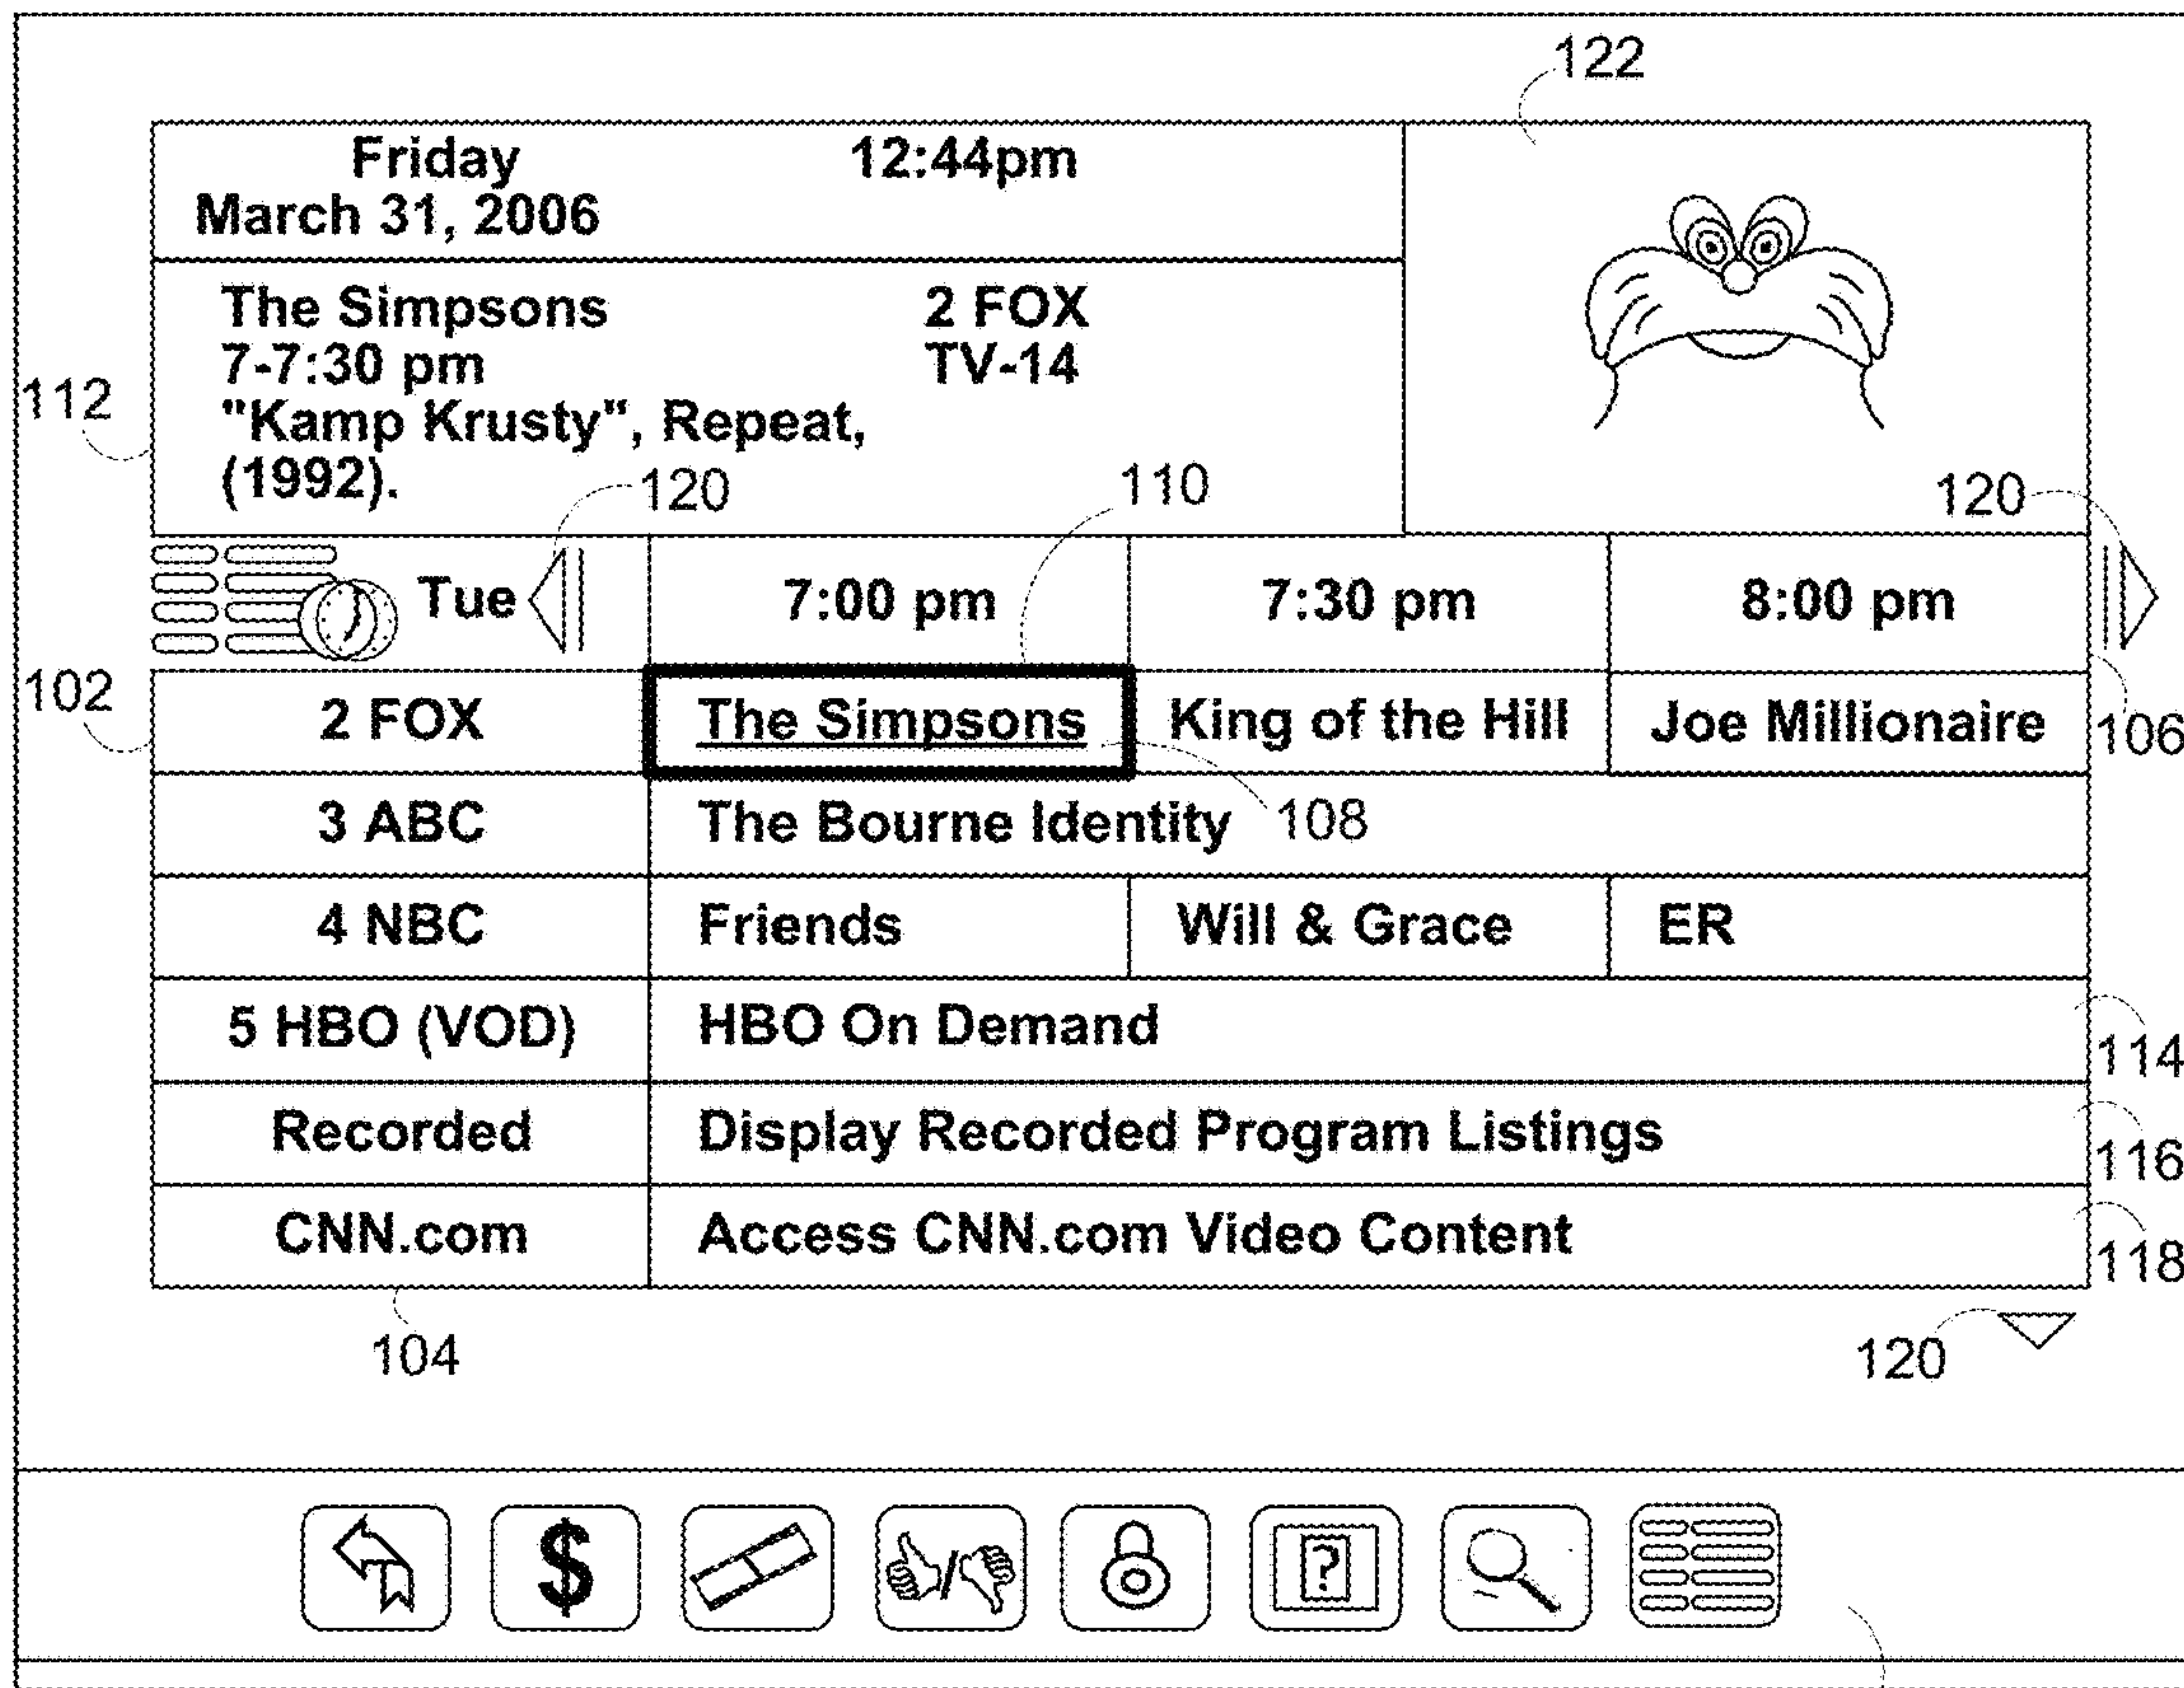 122
Friday 12:44pm
March 31, 2006
The Simpsons 2 FOX
7-7:30 pm TV-14
112
"Kamp Krusty", Repeat,
(1992).
120 110 120
Tue 7:00 pm 7:30 pm 8:00 pm
102
2 FOX The Simpsons King of the Hill Joe Millionaire
106
3 ABC The Bourne Identity 108
4 NBC Friends Will & Grace ER
5 HBO (VOD) HBO On Demand
114
Recorded Display Recorded Program Listings
116
CNN.com Access CNN.com Video Content
118
104 120
$ / ?